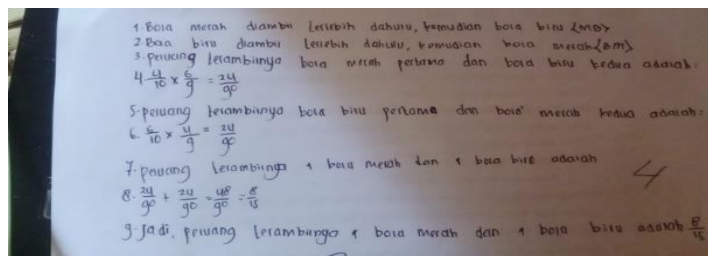 1. Bola merah diambil terlebih dahulu, kemudian bola biru {MB}
2. Bola biru diambil terlebih dahulu, kemudian bola merah {BM}
3. peluang terambilnya bola merah pertama dan bola biru kedua adalah:
4. 4/10 × 6/9 = 24/90
5. peluang terambilnya bola biru pertama dan bola merah kedua adalah:
6. 6/10 × 4/9 = 24/90
7. peluang terambilnya 1 bola merah dan 1 bola biru adalah
8. 24/90 + 24/90 = 48/90 = 8/15
4
9. Jadi, peluang terambilnya 1 bola merah dan 1 bola biru adalah 8/15